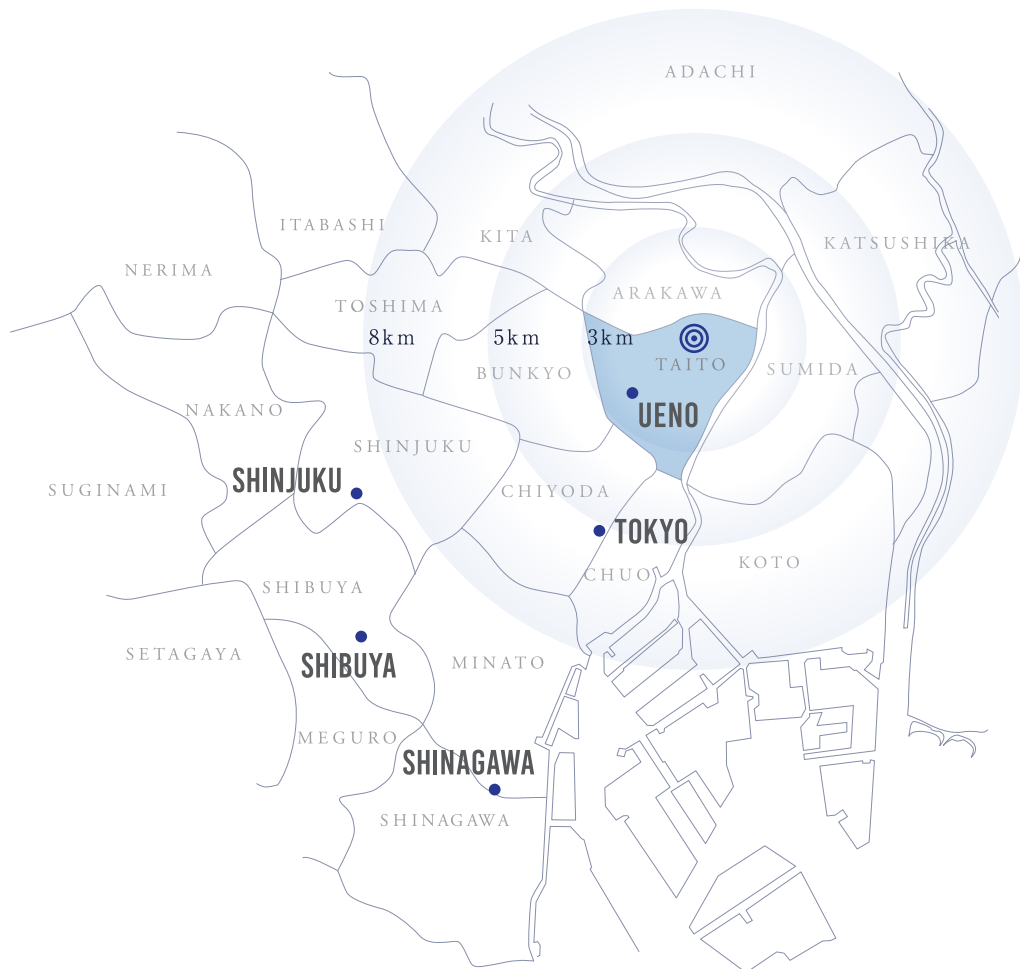 ADACHI
ITABASHI
KITA
KATSUSHIKA
NERIMA
ARAKAWA
TOSHIMA
8km
5km
3km
TAITO
BUNKYO
SUMIDA
NAKANO
UENO
SHINJUKU
SHINJUKU
SUGINAMI
CHIYODA
TOKYO
KOTO
CHUO
SHIBUYA
SETAGAYA
SHIBUYA
MINATO
MEGURO
SHINAGAWA
SHINAGAWA